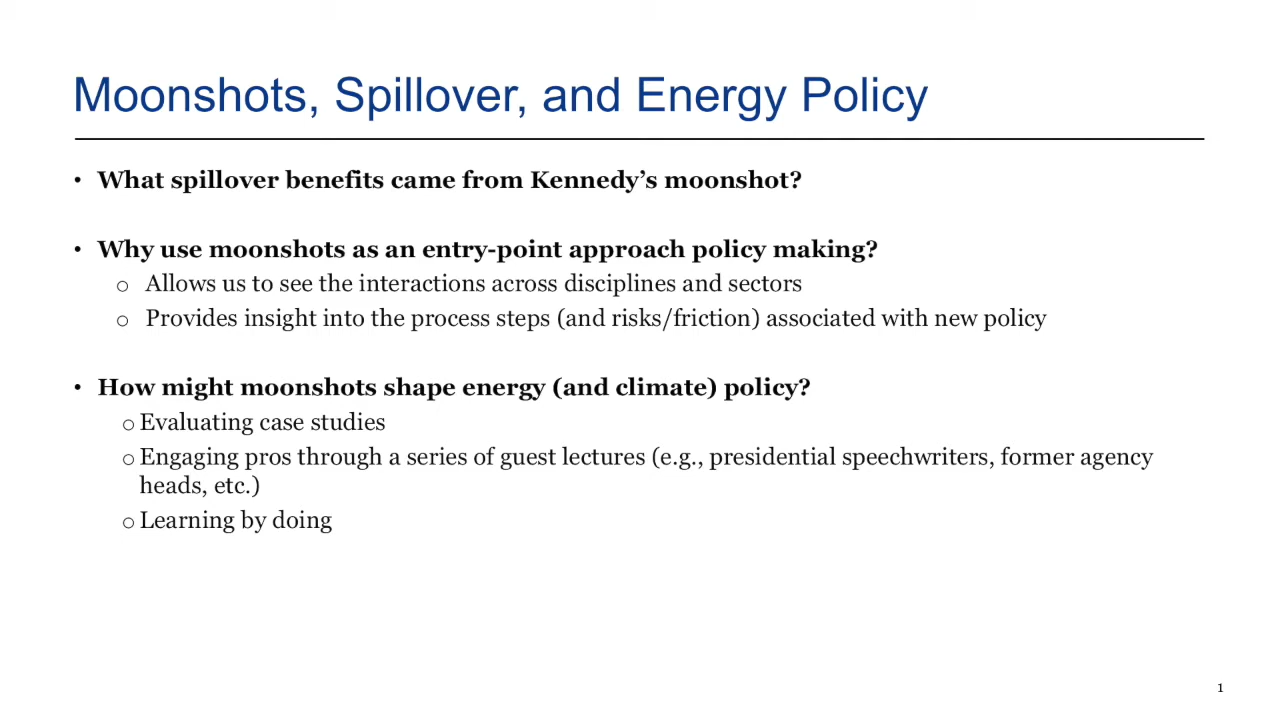 Moonshots, Spillover, and Energy Policy
• What spillover benefits came from Kennedy’s moonshot?
• Why use moonshots as an entry-point approach policy making?
o Allows us to see the interactions across disciplines and sectors
o Provides insight into the process steps (and risks/friction) associated with new policy
• How might moonshots shape energy (and climate) policy?
o Evaluating case studies
o Engaging pros through a series of guest lectures (e.g., presidential speechwriters, former agency
heads, etc.)
o Learning by doing
1